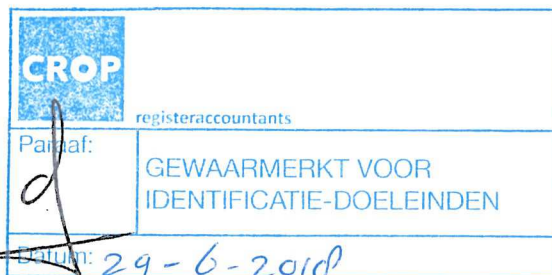 CROP
registeraccountants
Paraaf:
GEWAARMERKT VOOR
IDENTIFICATIE-DOELEINDEN
Datum: 29-6-2018